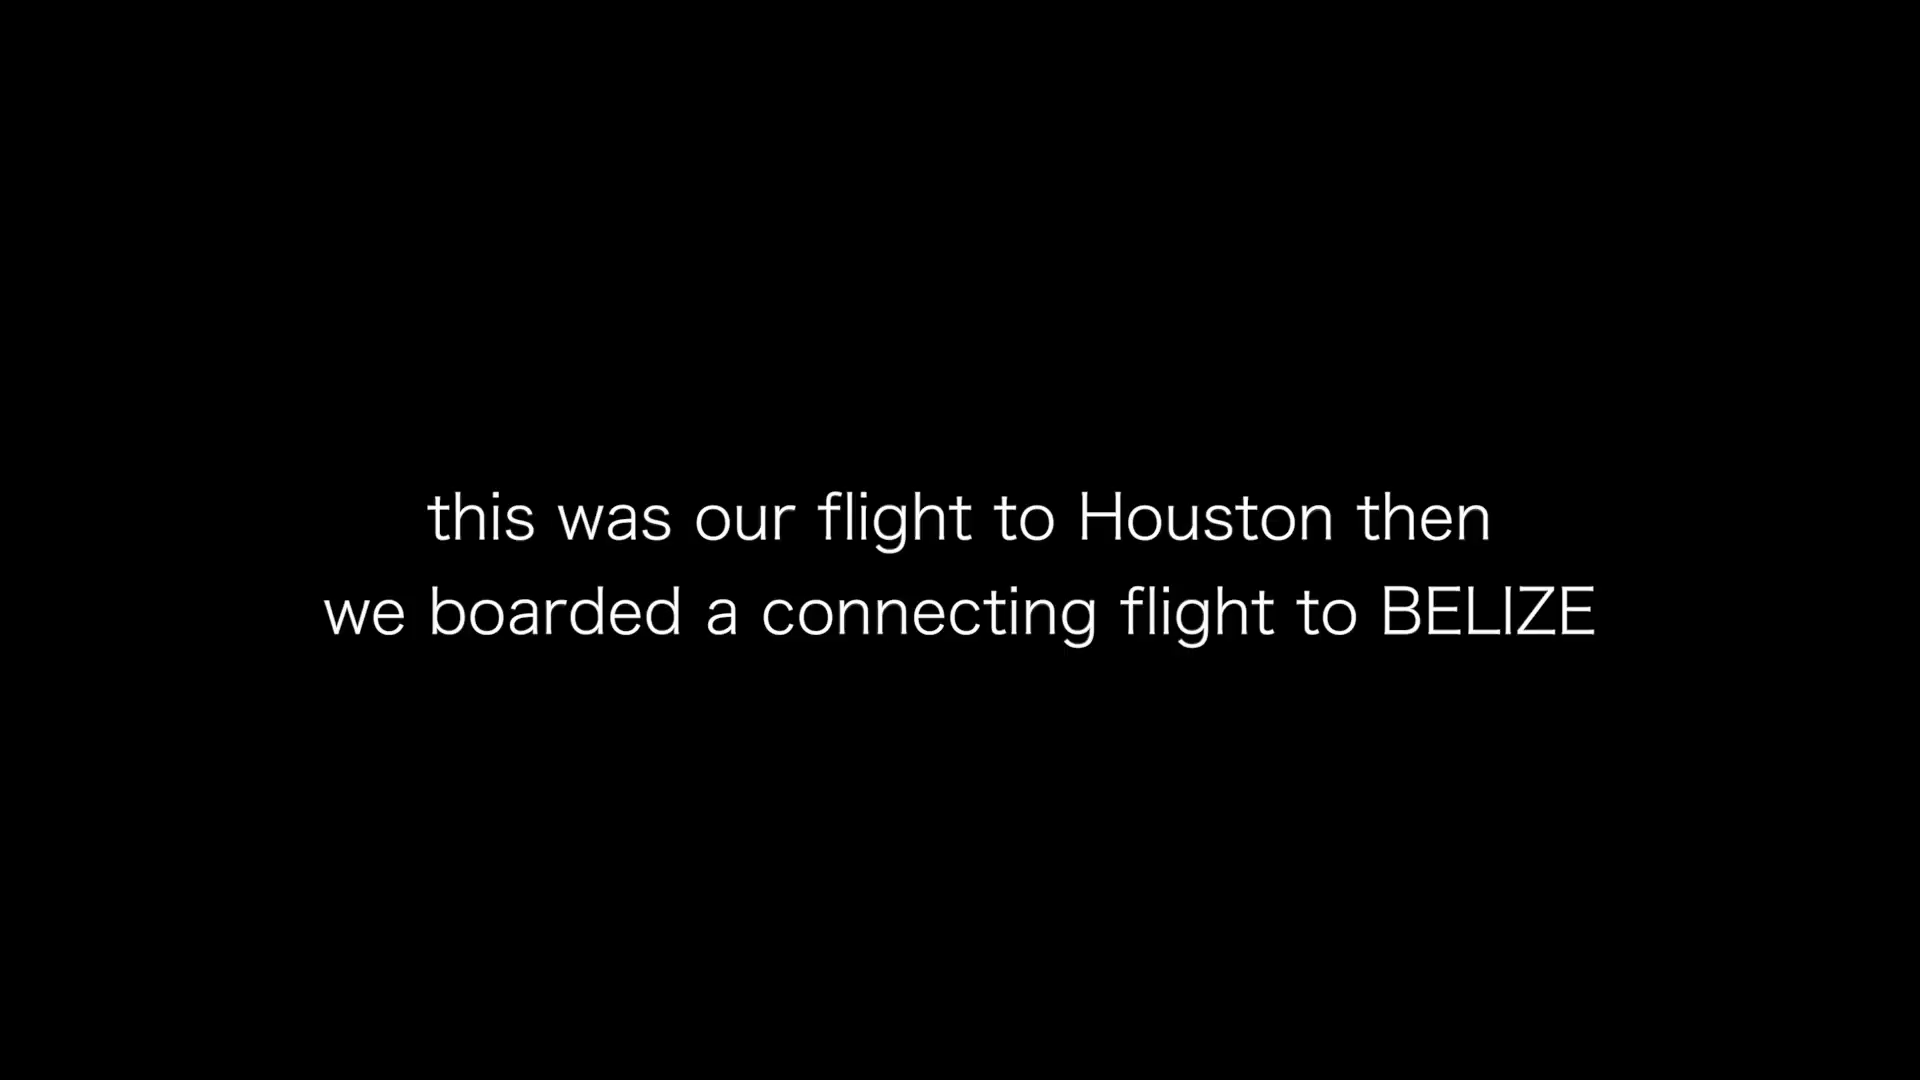 this was our flight to Houston then
we boarded a connecting flight to BELIZE